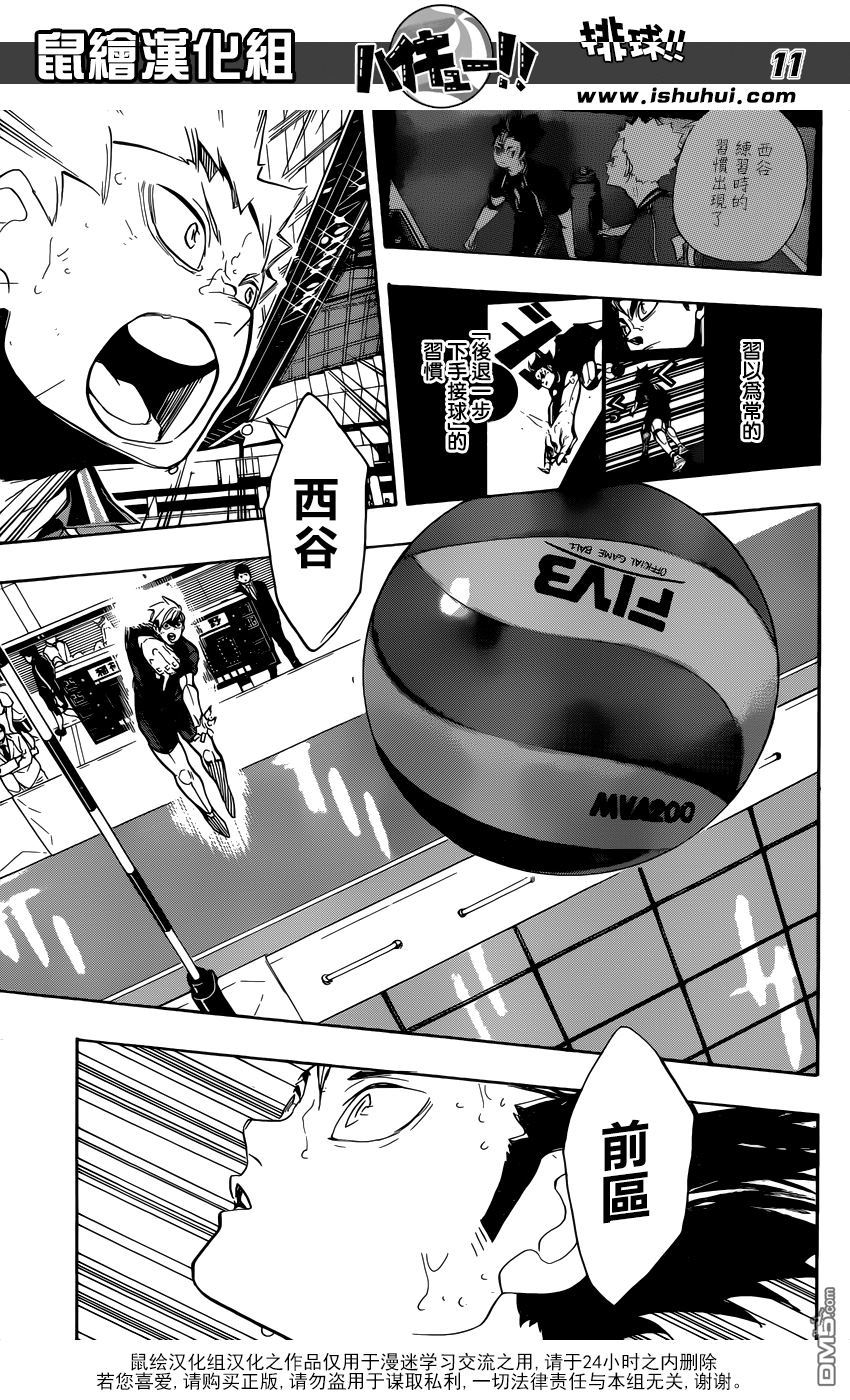 鼠繪漢化組
ハイキュー!!
排球!!
11
www.ishuhui.com
西谷
練習時的
習慣出現了
習以為常的
「後退一步
下手接球」的
習慣
西谷
FIVB
OFFICIAL GAME BALL
MVA200
野
前區
DM5.com
鼠绘汉化组汉化之作品仅用于漫迷学习交流之用, 请于24小时之内删除
若您喜爱, 请购买正版, 请勿盗用于谋取私利, 一切法律责任与本组无关, 谢谢。